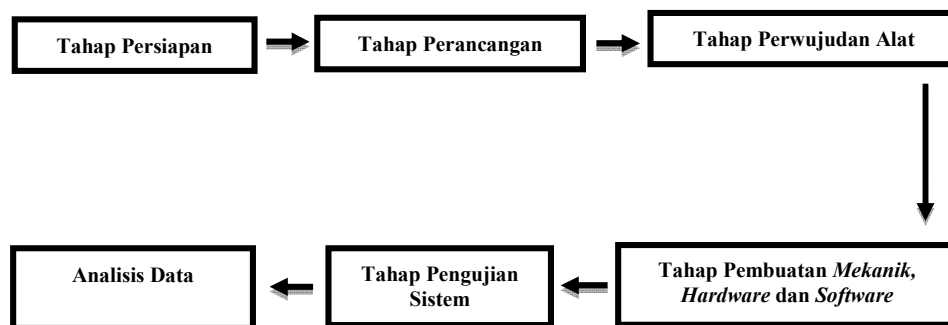 Tahap Persiapan
Tahap Perancangan
Tahap Perwujudan Alat
Tahap Pembuatan Mekanik,
Hardware dan Software
Tahap Pengujian
Sistem
Analisis Data